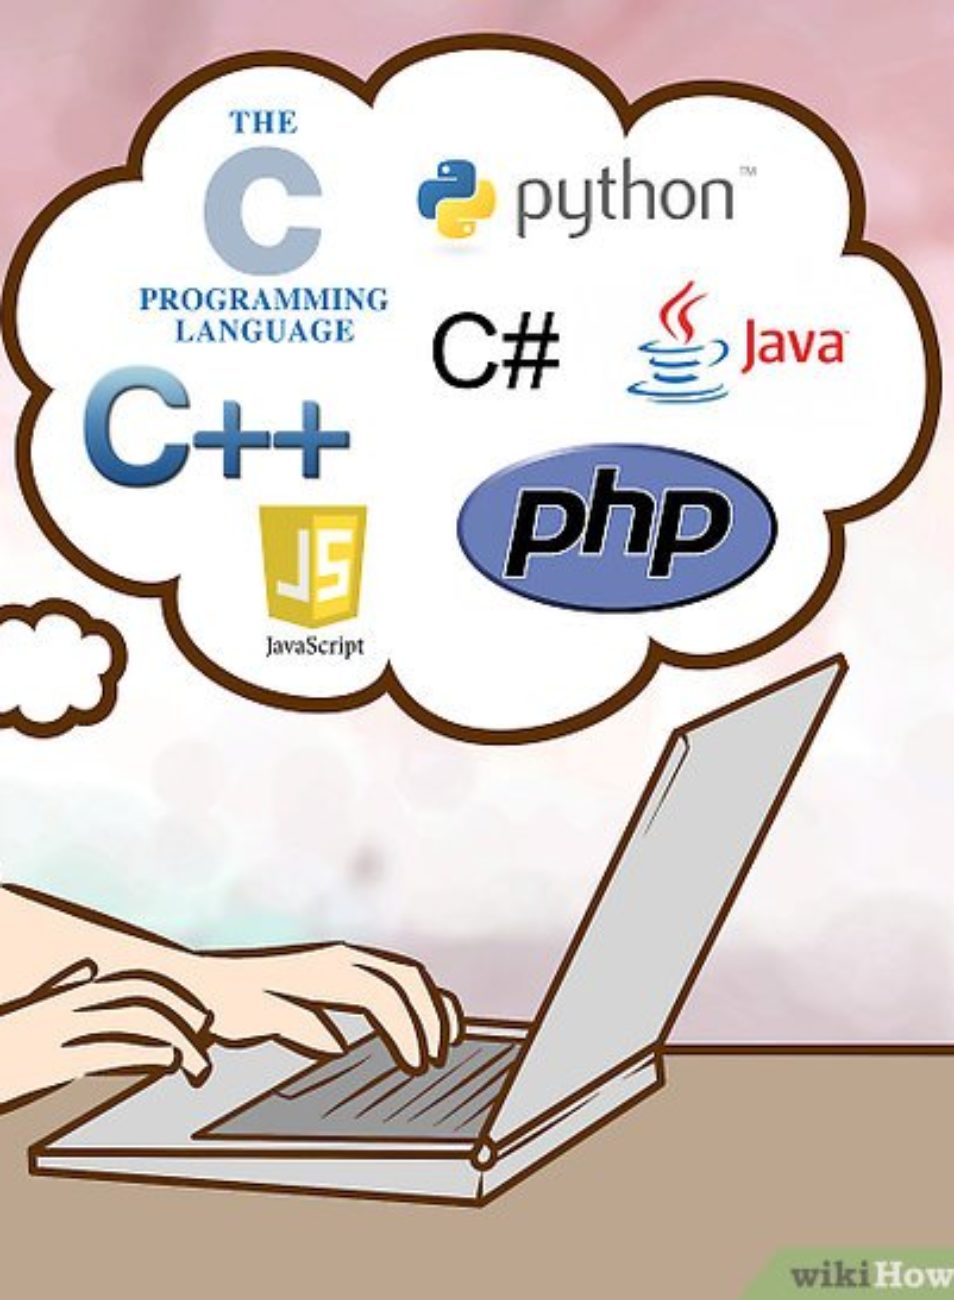 THE
C
PROGRAMMING
LANGUAGE
python™
C#
Java
C++
php
JS
JavaScript
wikiHow